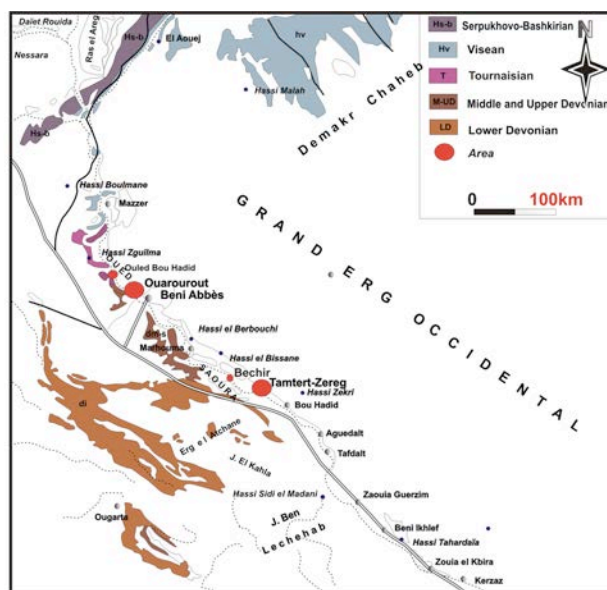 Daiet Rouida
Nessara
Ras el Areg
Hs-b
El Aouej
hv
Hassi Malah
Demakr Chaheb
Hs-b
Hs-b Serpukhovo-Bashkirian
N
Hv Visean
T Tournaisian
M-UD Middle and Upper Devonian
LD Lower Devonian
Area
0 100km
GRAND ERG OCCIDENTAL
Hassi Boulmane
Mazzer
Hassi Zguilma
OUED
Ouled Bou Hadid
Ouarourout
Beni Abbès
dm-s
Marhouma
Hassi el Berbouchi
Hassi el Bissane
SAOURA
Bechir
Tamtert-Zereg
Hassi Zekri
Bou Hadid
di
Erg el Atchane
Aguedalt
Tafdalt
J. El Kahla
Hassi Sidi el Madani
J. Ben
Lechehab
Ougarta
Zaouia Guerzim
Beni Ikhlef
Hassi Tahardaïa
Zouia el Kbira
Kerzaz